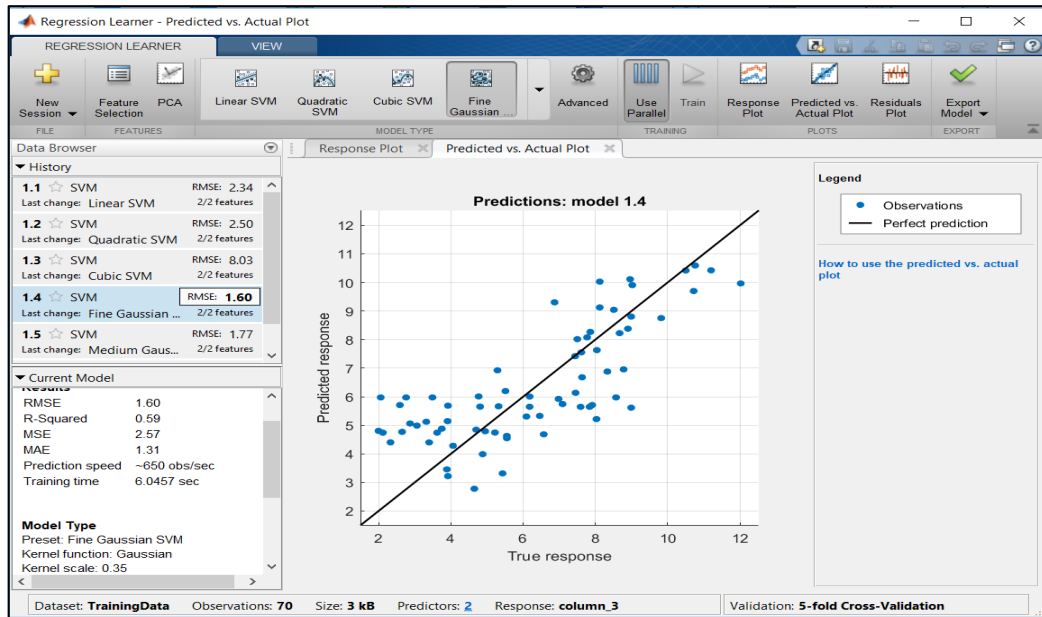 Regression Learner - Predicted vs. Actual Plot
REGRESSION LEARNER VIEW
New Session
Feature Selection
PCA
Linear SVM
Quadratic SVM
Cubic SVM
Fine Gaussian ...
Advanced
Use Parallel
Train
Response Plot
Predicted vs. Actual Plot
Residuals Plot
Export Model
FILE FEATURES MODEL TYPE TRAINING PLOTS EXPORT
Data Browser
History
1.1 SVM RMSE: 2.34
Last change: Linear SVM 2/2 features
1.2 SVM RMSE: 2.50
Last change: Quadratic SVM 2/2 features
1.3 SVM RMSE: 8.03
Last change: Cubic SVM 2/2 features
1.4 SVM RMSE: 1.60
Last change: Fine Gaussian ... 2/2 features
1.5 SVM RMSE: 1.77
Last change: Medium Gaus... 2/2 features
Current Model
Results
RMSE 1.60
R-Squared 0.59
MSE 2.57
MAE 1.31
Prediction speed ~650 obs/sec
Training time 6.0457 sec
Model Type
Preset: Fine Gaussian SVM
Kernel function: Gaussian
Kernel scale: 0.35
Response Plot Predicted vs. Actual Plot
Predictions: model 1.4
Predicted response
12
11
10
9
8
7
6
5
4
3
2
2 4 6 8 10 12
True response
Legend
Observations
Perfect prediction
How to use the predicted vs. actual
plot
Dataset: TrainingData Observations: 70 Size: 3 kB Predictors: 2 Response: column_3 Validation: 5-fold Cross-Validation